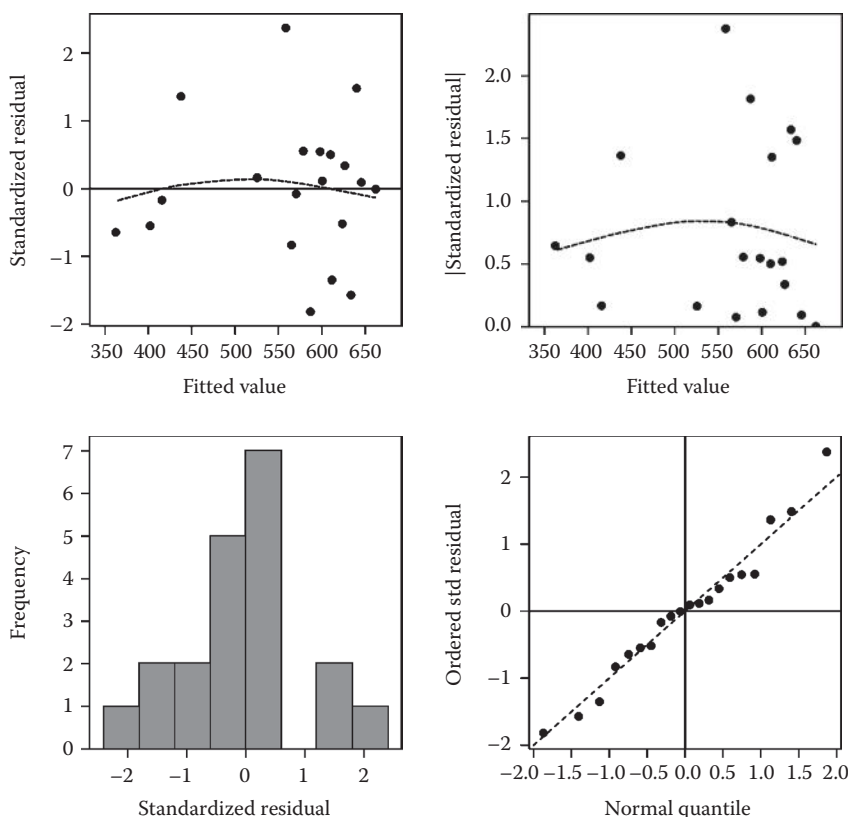 Standardized residual
2
1
0
−1
−2
350 400 450 500 550 600 650
Fitted value
|Standardized residual|
2.0
1.5
1.0
0.5
0.0
350 400 450 500 550 600 650
Fitted value
Frequency
7
6
5
4
3
2
1
0
−2 −1 0 1 2
Standardized residual
Ordered std residual
2
1
0
−1
−2
−2.0 −1.5 −1.0 −0.5 0.0 0.5 1.0 1.5 2.0
Normal quantile